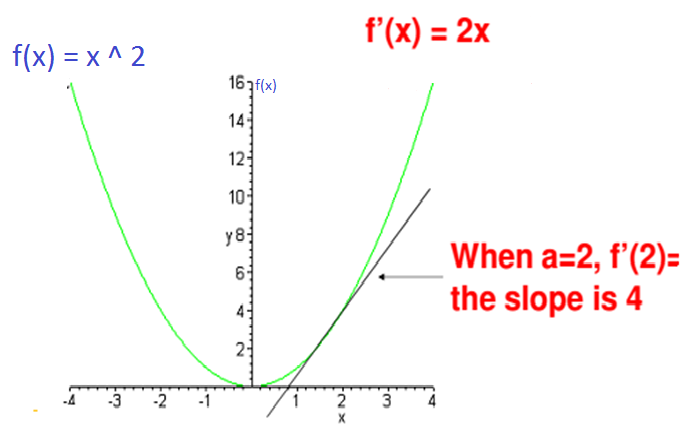 f’(x) = 2x
f(x) = x ^ 2
16 f(x)
14
12
10
y 8
6
4
2
When a=2, f’(2)=
the slope is 4
-4 -3 -2 -1 1 2 3 4
x